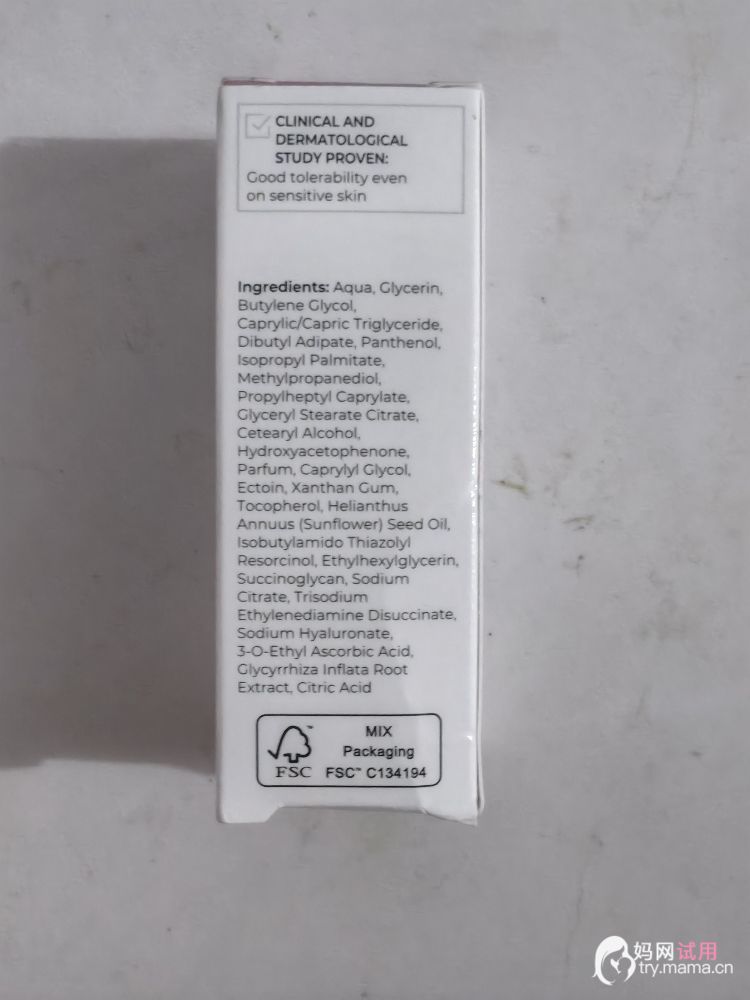 CLINICAL AND
DERMATOLOGICAL
STUDY PROVEN:
Good tolerability even
on sensitive skin
Ingredients: Aqua, Glycerin,
Butylene Glycol,
Caprylic/Capric Triglyceride,
Dibutyl Adipate, Panthenol,
Isopropyl Palmitate,
Methylpropanediol,
Propylheptyl Caprylate,
Glyceryl Stearate Citrate,
Cetearyl Alcohol,
Hydroxyacetophenone,
Parfum, Caprylyl Glycol,
Ectoin, Xanthan Gum,
Tocopherol, Helianthus
Annuus (Sunflower) Seed Oil,
Isobutylamido Thiazolyl
Resorcinol, Ethylhexylglycerin,
Succinoglycan, Sodium
Citrate, Trisodium
Ethylenediamine Disuccinate,
Sodium Hyaluronate,
3-O-Ethyl Ascorbic Acid,
Glycyrrhiza Inflata Root
Extract, Citric Acid
MIX
Packaging
FSC™ FSC™ C134194
妈网试用
try.mama.cn